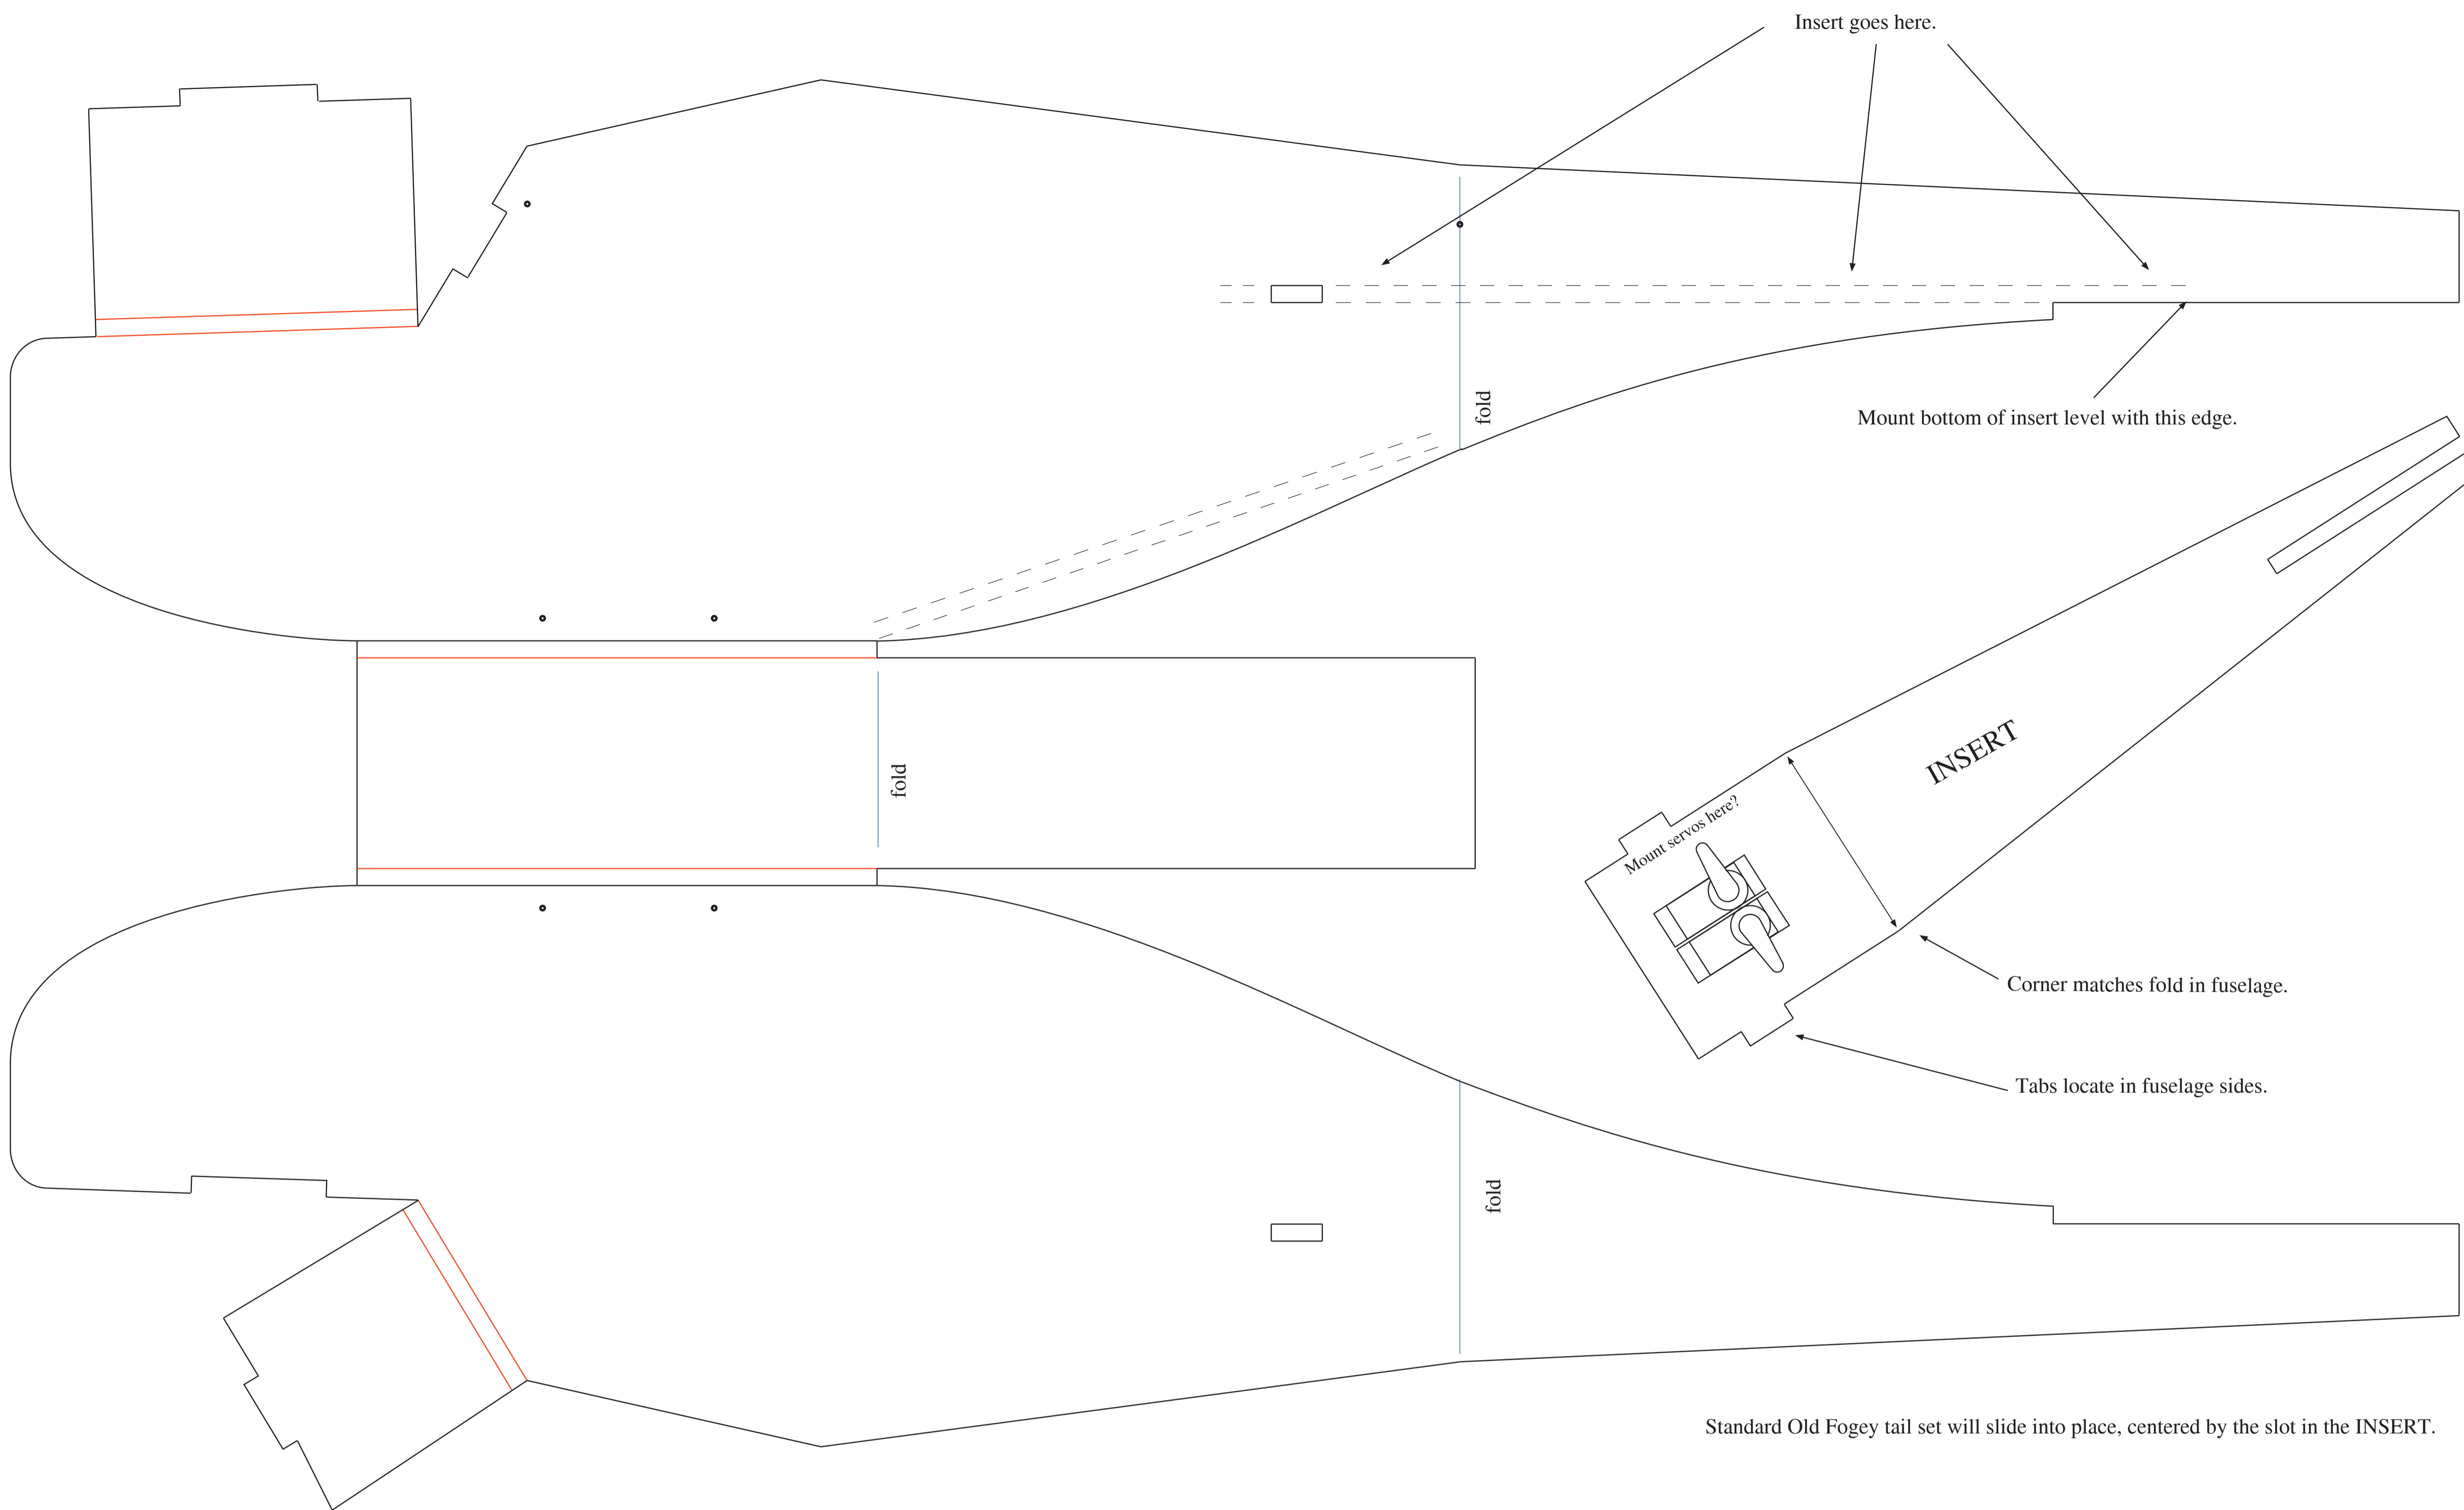 Insert goes here.
fold
Mount bottom of insert level with this edge.
INSERT
fold
Mount servos here?
Corner matches fold in fuselage.
Tabs locate in fuselage sides.
fold
Standard Old Fogey tail set will slide into place, centered by the slot in the INSERT.